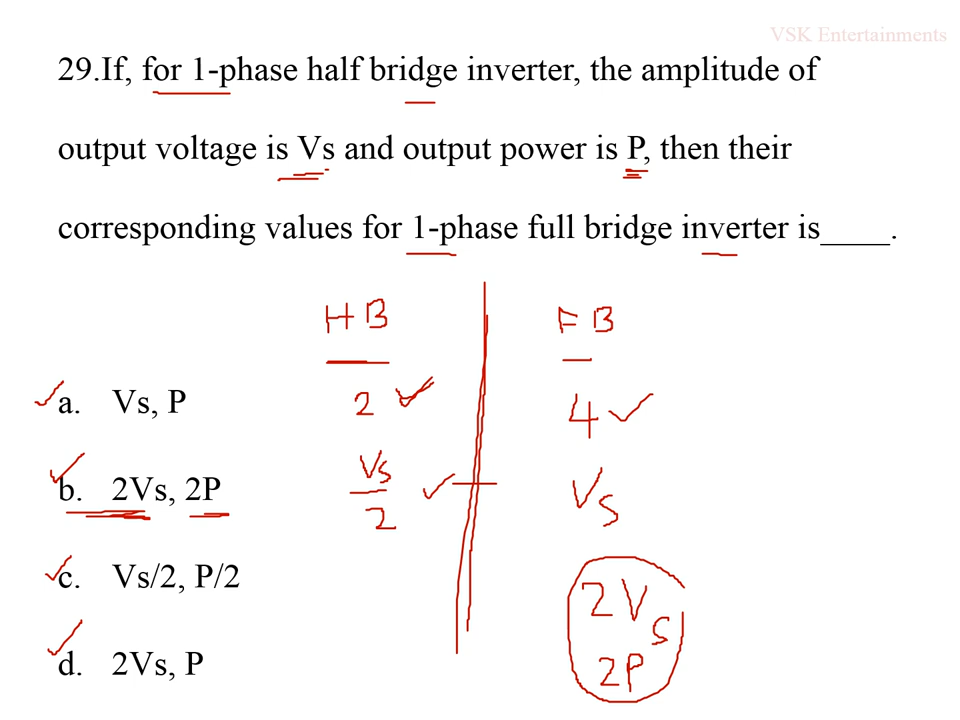 VSK Entertainments
29.If, for 1-phase half bridge inverter, the amplitude of
output voltage is Vs and output power is P, then their
corresponding values for 1-phase full bridge inverter is____.
HB FB
a. Vs, P 2 4
b. 2Vs, 2P Vs/2 Vs
c. Vs/2, P/2 2Vs
d. 2Vs, P 2P